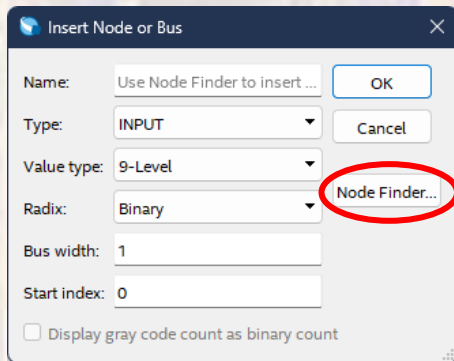 Insert Node or Bus
Name: Use Node Finder to insert ... OK
Type: INPUT Cancel
Value type: 9-Level
Node Finder...
Radix: Binary
Bus width: 1
Start index: 0
Display gray code count as binary count